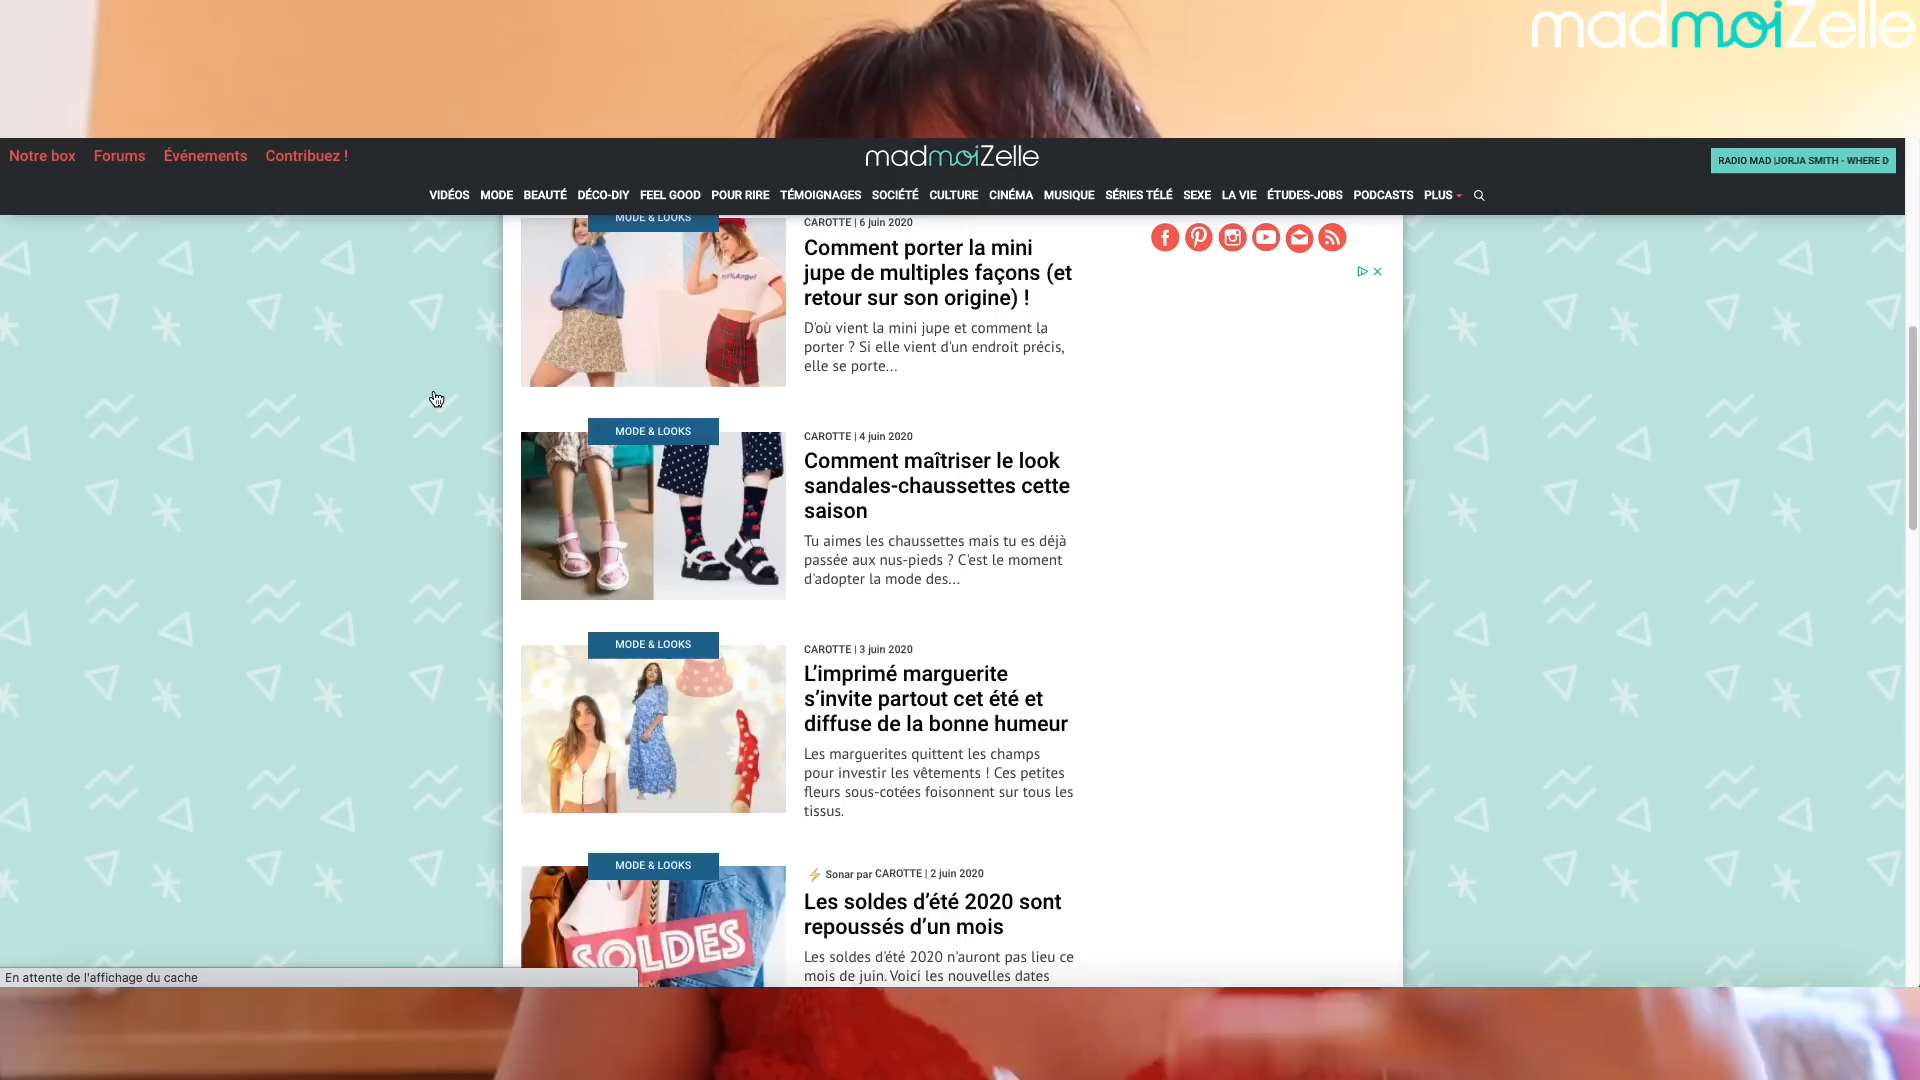 madmoiZelle
Notre box Forums Événements Contribuez !
madmoiZelle
RADIO MAD |JORJA SMITH - WHERE D
VIDÉOS MODE BEAUTÉ DÉCO-DIY FEEL GOOD POUR RIRE TÉMOIGNAGES SOCIÉTÉ CULTURE CINÉMA MUSIQUE SÉRIES TÉLÉ SEXE LA VIE ÉTUDES-JOBS PODCASTS PLUS
MODE & LOOKS
CAROTTE | 6 juin 2020
Comment porter la mini
jupe de multiples façons (et
retour sur son origine) !
D'où vient la mini jupe et comment la
porter ? Si elle vient d'un endroit précis,
elle se porte...
MODE & LOOKS
CAROTTE | 4 juin 2020
Comment maîtriser le look
sandales-chaussettes cette
saison
Tu aimes les chaussettes mais tu es déjà
passée aux nus-pieds ? C'est le moment
d'adopter la mode des...
MODE & LOOKS
CAROTTE | 3 juin 2020
L'imprimé marguerite
s'invite partout cet été et
diffuse de la bonne humeur
Les marguerites quittent les champs
pour investir les vêtements ! Ces petites
fleurs sous-cotées foisonnent sur tous les
tissus.
MODE & LOOKS
SOLDES
Sonar par CAROTTE | 2 juin 2020
Les soldes d'été 2020 sont
repoussés d'un mois
Les soldes d'été 2020 n'auront pas lieu ce
mois de juin. Voici les nouvelles dates
En attente de l'affichage du cache